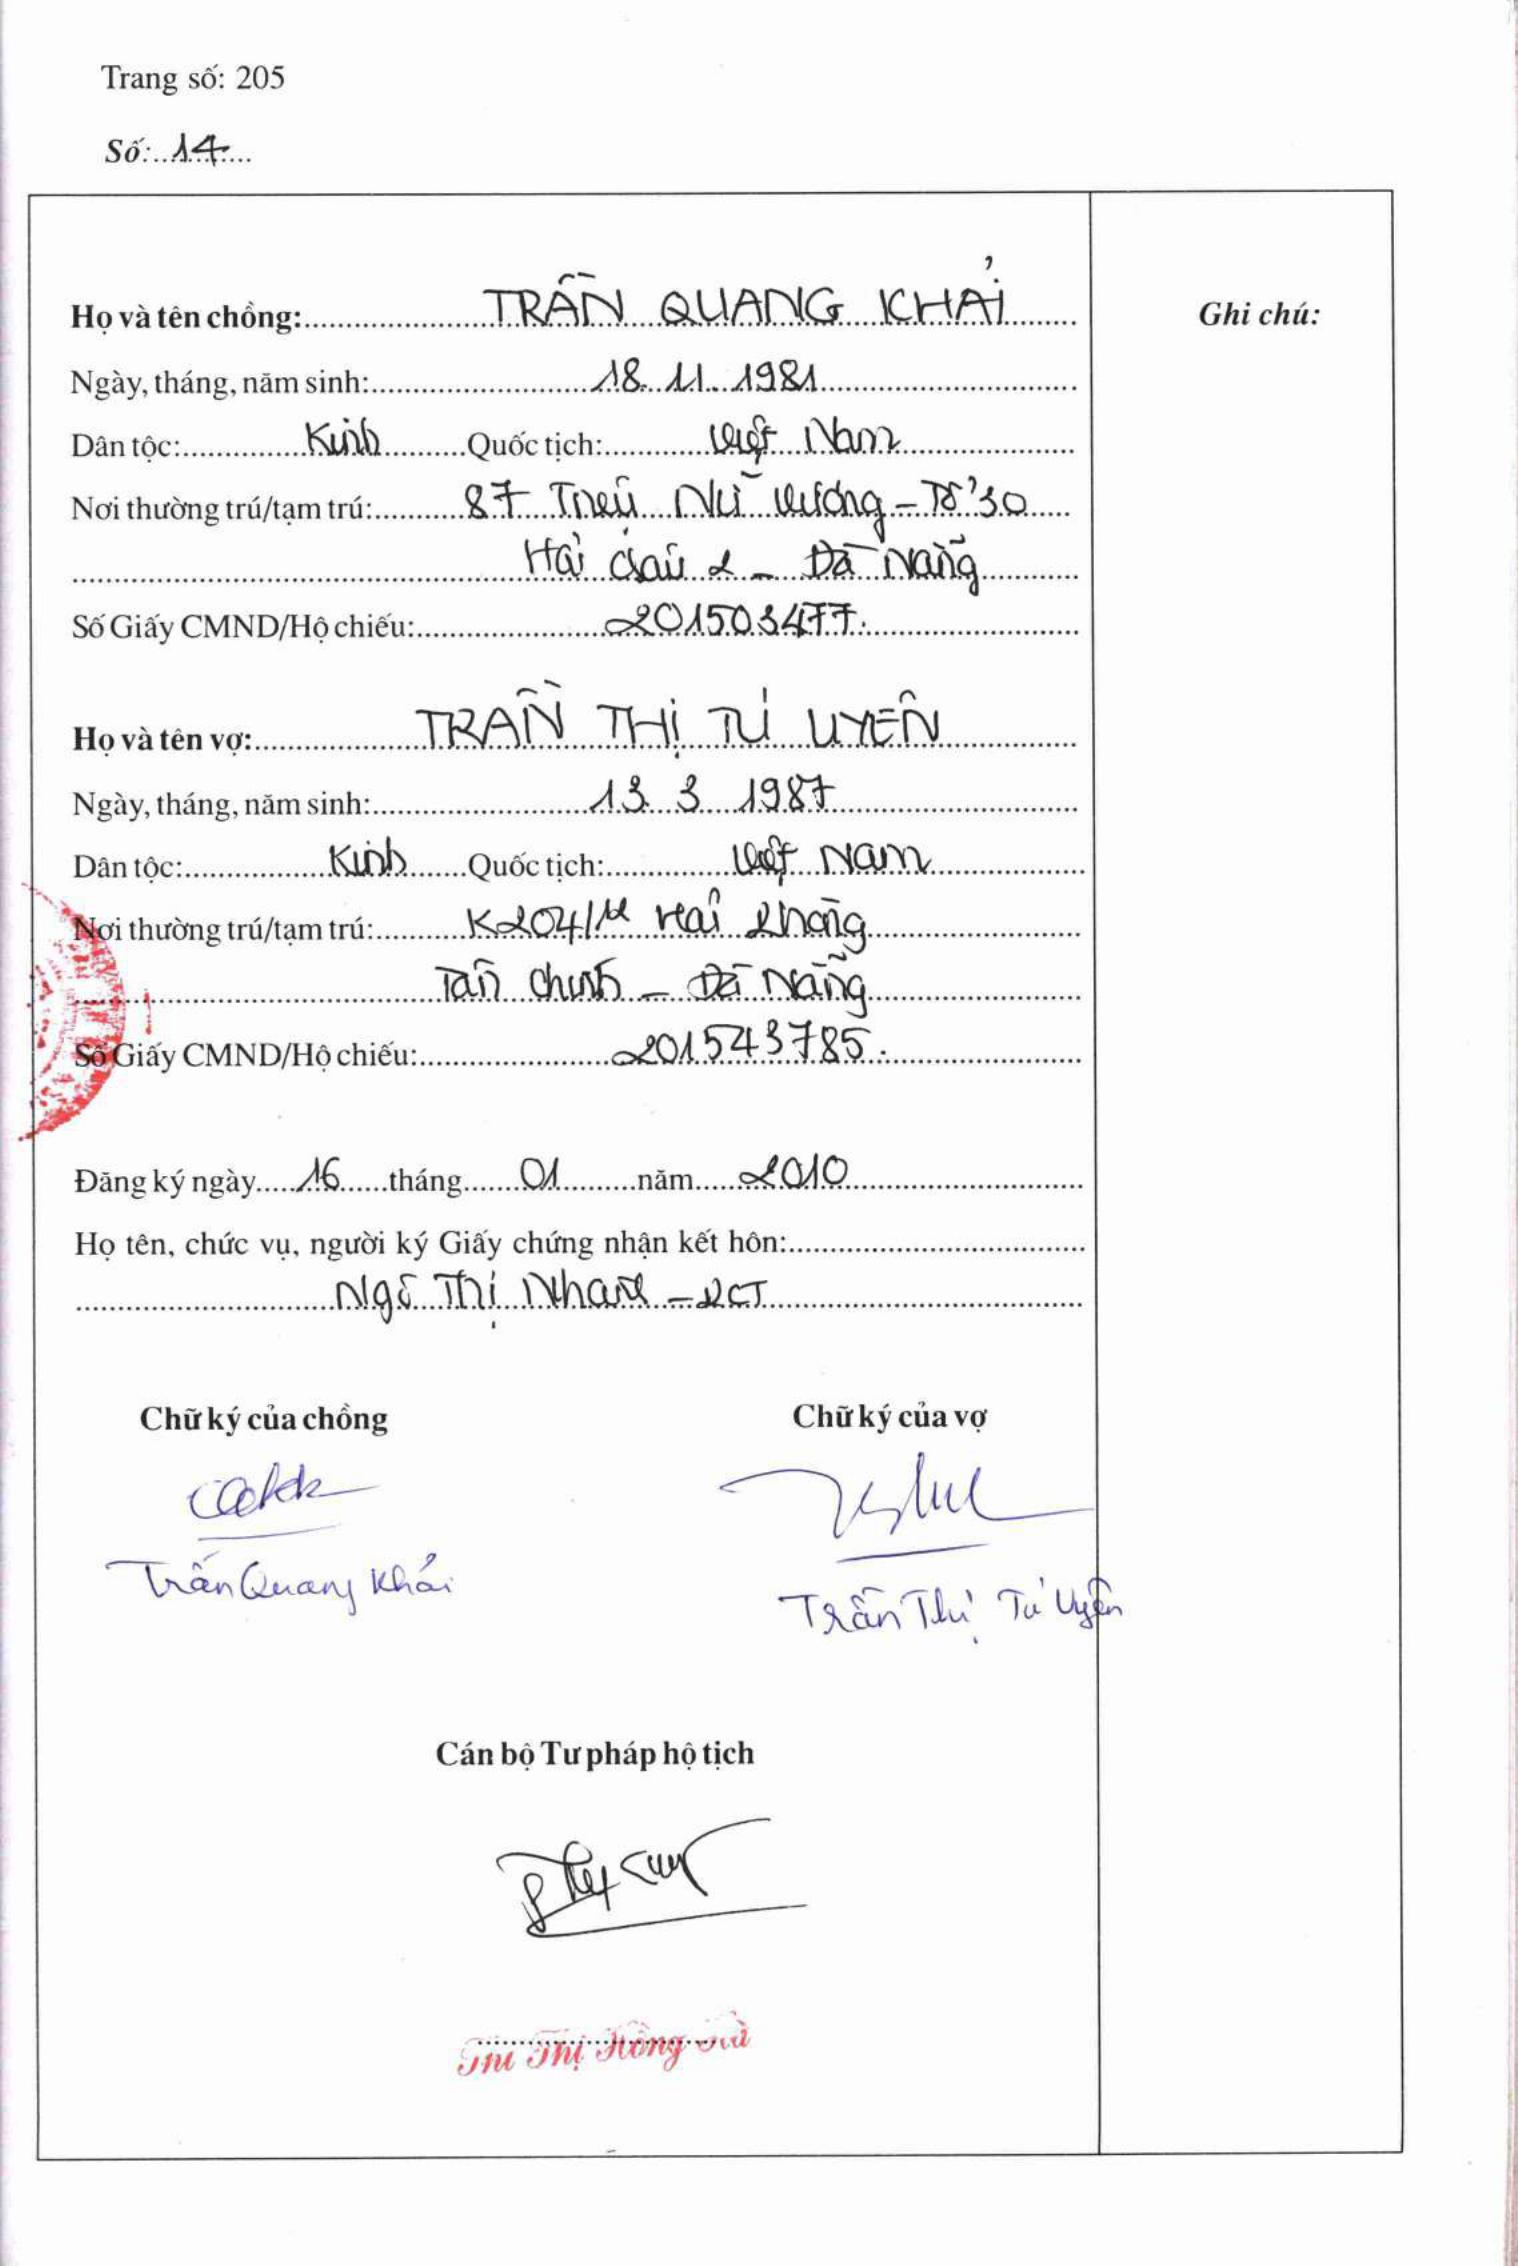 Trang số: 205
Số: 14
Họ và tên chồng: TRẦN QUANG KHẢI
Ghi chú:
Ngày, tháng, năm sinh: 18 11 1981
Dân tộc: Kinh Quốc tịch: Việt Nam
Nơi thường trú/tạm trú: 87 Triệu Nữ Vương - Tổ 30
Hải Châu 2 - Đà Nẵng
Số Giấy CMND/Hộ chiếu: 201503477.
Họ và tên vợ: TRẦN THỊ TÚ UYÊN
Ngày, tháng, năm sinh: 13 3 1987
Dân tộc: Kinh Quốc tịch: Việt Nam
Nơi thường trú/tạm trú: Hải Phòng
Tân Chính - Đà Nẵng
Số Giấy CMND/Hộ chiếu: 201543785.
Đăng ký ngày 16 tháng 01 năm 2010
Họ tên, chức vụ, người ký Giấy chứng nhận kết hôn:
Ngô Thị - PCT
Chữ ký của chồng
Chữ ký của vợ
Trần Quang Khải
Trần Thị Tú Uyên
Cán bộ Tư pháp hộ tịch
Thị Hồng Hà